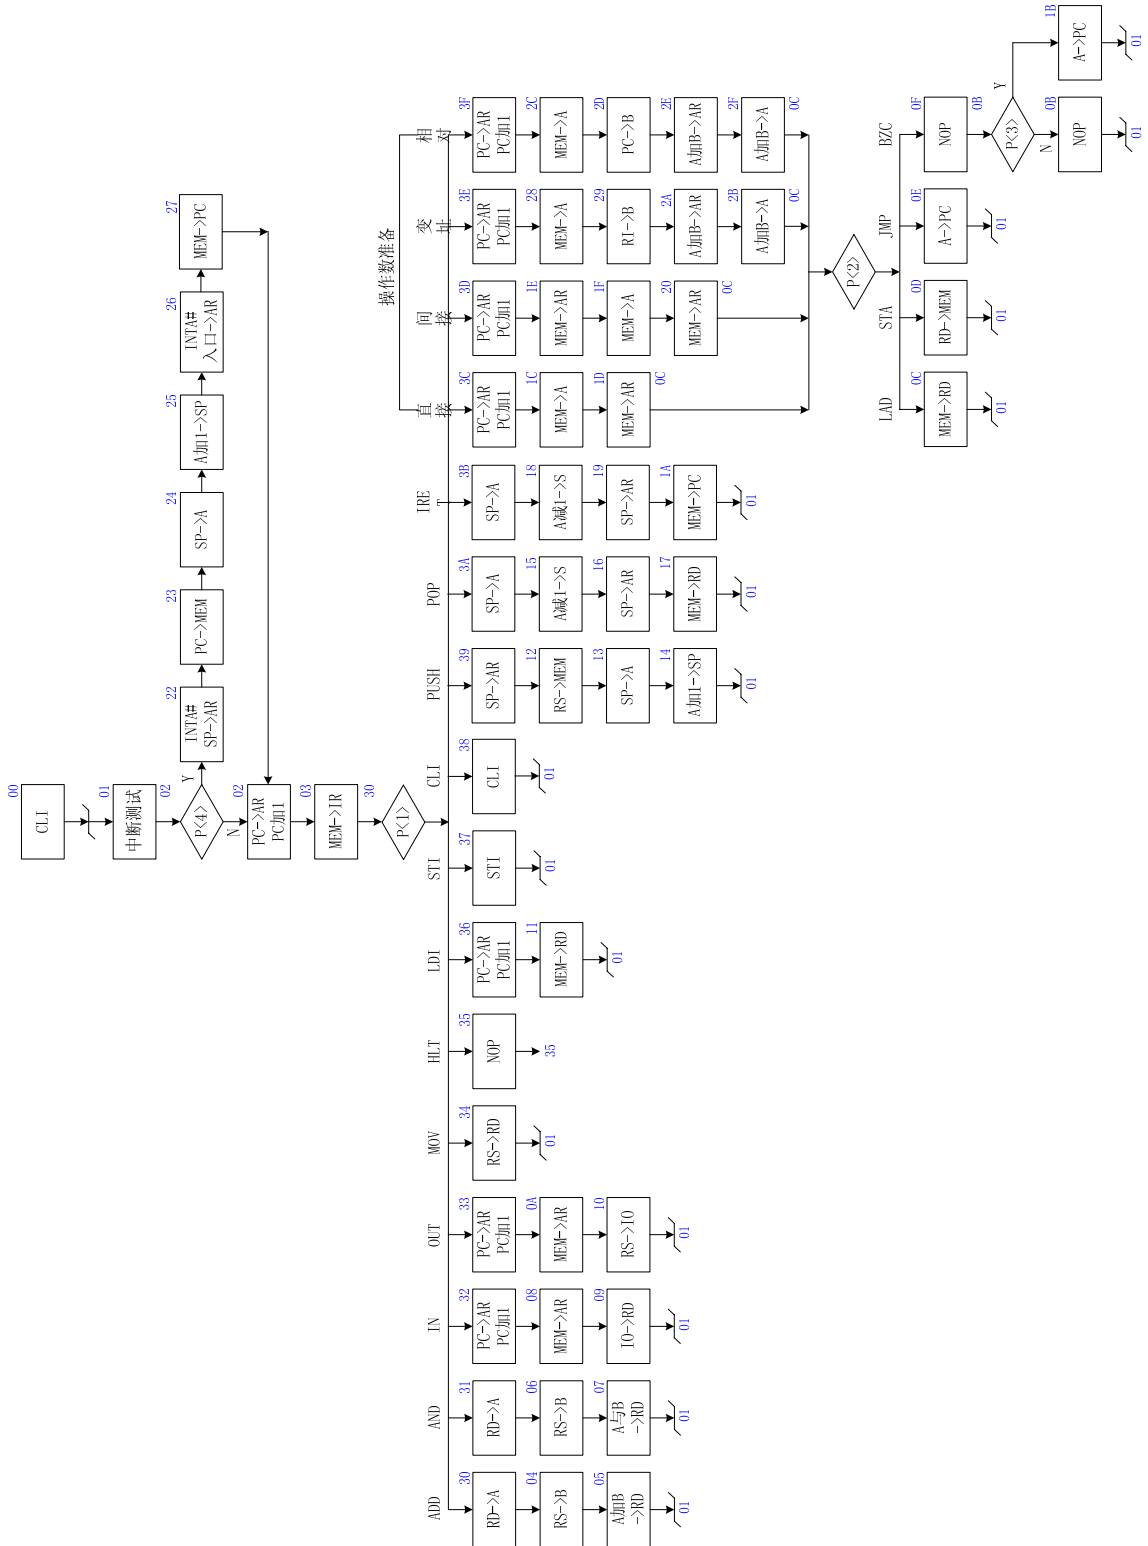 00
CLI
01
中断测试
02
P<4>
Y
N
22
INTA#
SP->AR
23
PC->MEM
24
SP->A
25
A加1->SP
26
INTA#
入口->AR
27
MEM->PC
02
PC->AR
PC加1
03
MEM->IR
30
P<1>
操作数准备
ADD
30
RD->A
04
RS->B
05
A加B
->RD
01
AND
31
RD->A
06
RS->B
07
A与B
->RD
01
IN
32
PC->AR
PC加1
08
MEM->AR
09
IO->RD
01
OUT
33
PC->AR
PC加1
0A
MEM->AR
10
RS->IO
01
MOV
34
RS->RD
01
HLT
35
NOP
35
LDI
36
PC->AR
PC加1
11
MEM->RD
01
STI
37
STI
01
CLI
38
CLI
01
PUSH
39
SP->AR
12
RS->MEM
13
SP->A
14
A加1->SP
01
POP
3A
SP->A
15
A减1->S
16
SP->AR
17
MEM->RD
01
IRE
3B
SP->A
18
A减1->S
19
SP->AR
1A
MEM->PC
01
直接
3C
PC->AR
PC加1
1C
MEM->A
1D
MEM->AR
0C
间接
3D
PC->AR
PC加1
1E
MEM->AR
1F
MEM->A
20
MEM->AR
0C
变址
3E
PC->AR
PC加1
28
MEM->A
29
RI->B
2A
A加B->AR
2B
A加B->A
0C
相对
3F
PC->AR
PC加1
2C
MEM->A
2D
PC->B
2E
A加B->AR
2F
A加B->A
0C
P<2>
LAD
0C
MEM->RD
01
STA
0D
RD->MEM
01
JMP
0E
A->PC
01
BZC
0F
NOP
0B
P<3>
Y
N
0B
NOP
01
1B
A->PC
01